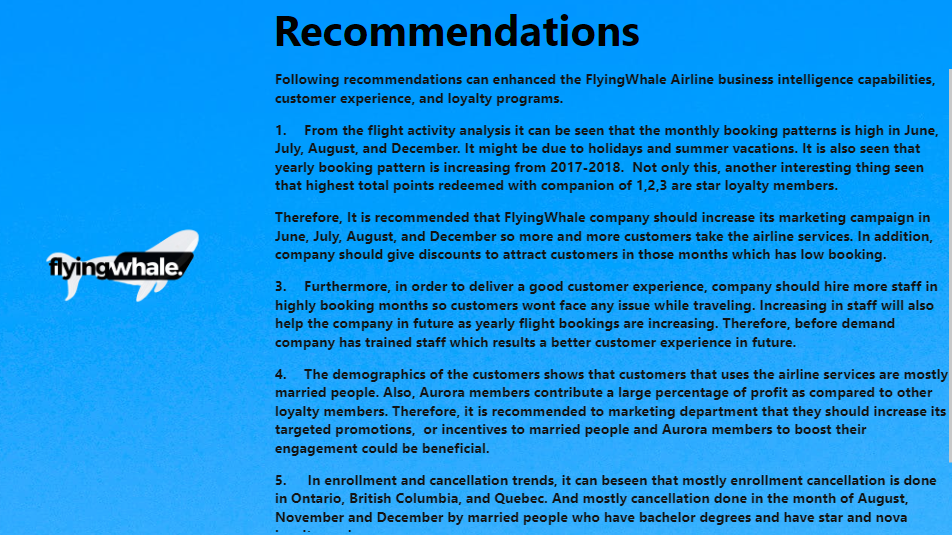 Recommendations
Following recommendations can enhanced the FlyingWhale Airline business intelligence capabilities,
customer experience, and loyalty programs.
1. From the flight activity analysis it can be seen that the monthly booking patterns is high in June,
July, August, and December. It might be due to holidays and summer vacations. It is also seen that
yearly booking pattern is increasing from 2017-2018. Not only this, another interesting thing seen
that highest total points redeemed with companion of 1,2,3 are star loyalty members.
Therefore, It is recommended that FlyingWhale company should increase its marketing campaign in
June, July, August, and December so more and more customers take the airline services. In addition,
company should give discounts to attract customers in those months which has low booking.
flyingwhale.
3. Furthermore, in order to deliver a good customer experience, company should hire more staff in
highly booking months so customers wont face any issue while traveling. Increasing in staff will also
help the company in future as yearly flight bookings are increasing. Therefore, before demand
company has trained staff which results a better customer experience in future.
4. The demographics of the customers shows that customers that uses the airline services are mostly
married people. Also, Aurora members contribute a large percentage of profit as compared to other
loyalty members. Therefore, it is recommended to marketing department that they should increase its
targeted promotions, or incentives to married people and Aurora members to boost their
engagement could be beneficial.
5. In enrollment and cancellation trends, it can beseen that mostly enrollment cancellation is done
in Ontario, British Columbia, and Quebec. And mostly cancellation done in the month of August,
November and December by married people who have bachelor degrees and have star and nova